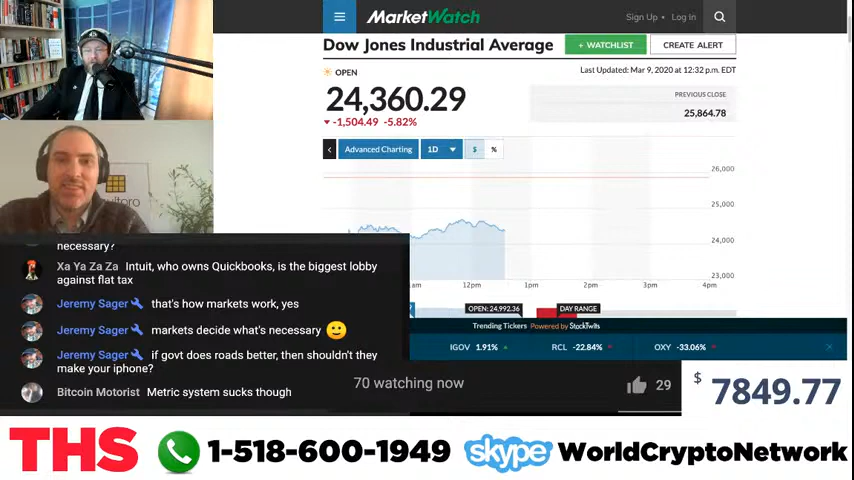 MarketWatch
Sign Up • Log In
Dow Jones Industrial Average
+ WATCHLIST
CREATE ALERT
OPEN
Last Updated: Mar 9, 2020 at 12:32 p.m. EDT
24,360.29
-1,504.49 -5.82%
PREVIOUS CLOSE
25,864.78
Advanced Charting
1D
$
%
26,000
25,000
24,000
23,000
am
12pm
1pm
2pm
3pm
4pm
OPEN: 24,992.36
DAY RANGE
Trending Tickers Powered by StockTwits
IGOV 1.91%
RCL -22.84%
OXY -33.06%
necessary?
Xa Ya Za Za Intuit, who owns Quickbooks, is the biggest lobby
against flat tax
Jeremy Sager that's how markets work, yes
Jeremy Sager markets decide what's necessary
Jeremy Sager if govt does roads better, then shouldn't they
make your iphone?
Bitcoin Motorist Metric system sucks though
70 watching now
29
$ 7849.77
THS
1-518-600-1949
skype
WorldCryptoNetwork